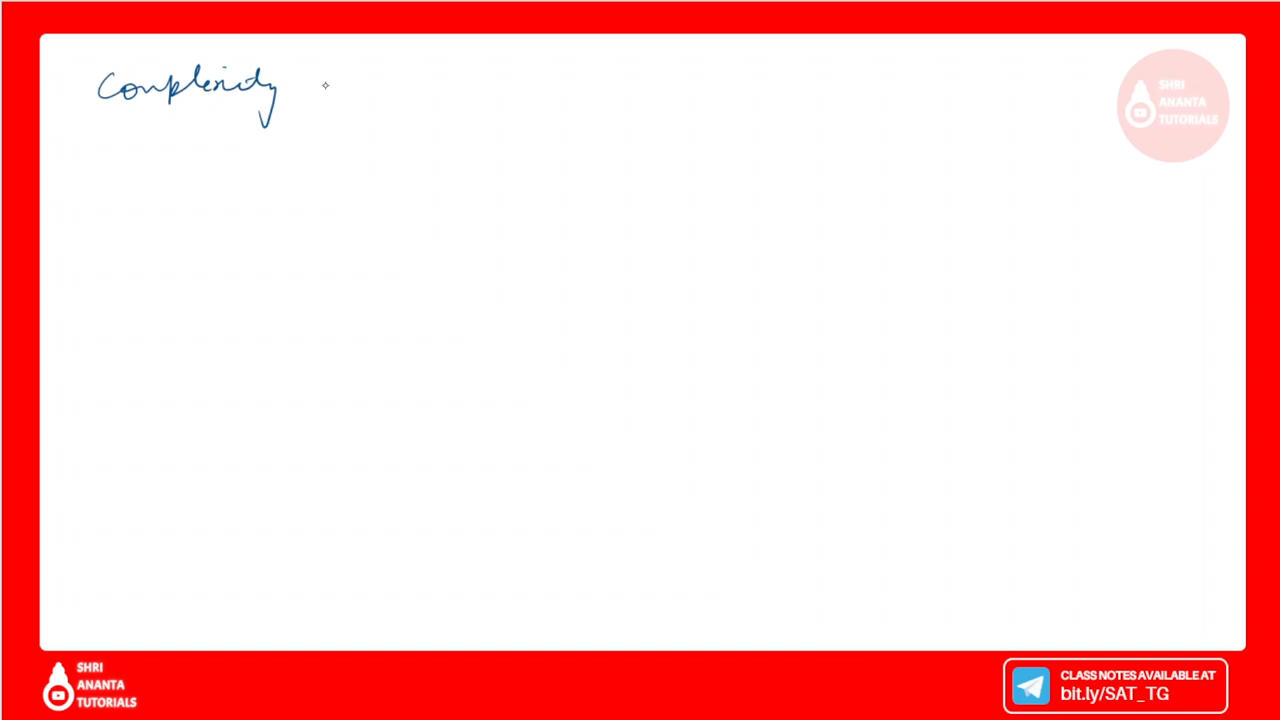 Complexity
SHRI
ANANTA
TUTORIALS
SHRI
ANANTA
TUTORIALS
CLASS NOTES AVAILABLE AT
bit.ly/SAT_TG